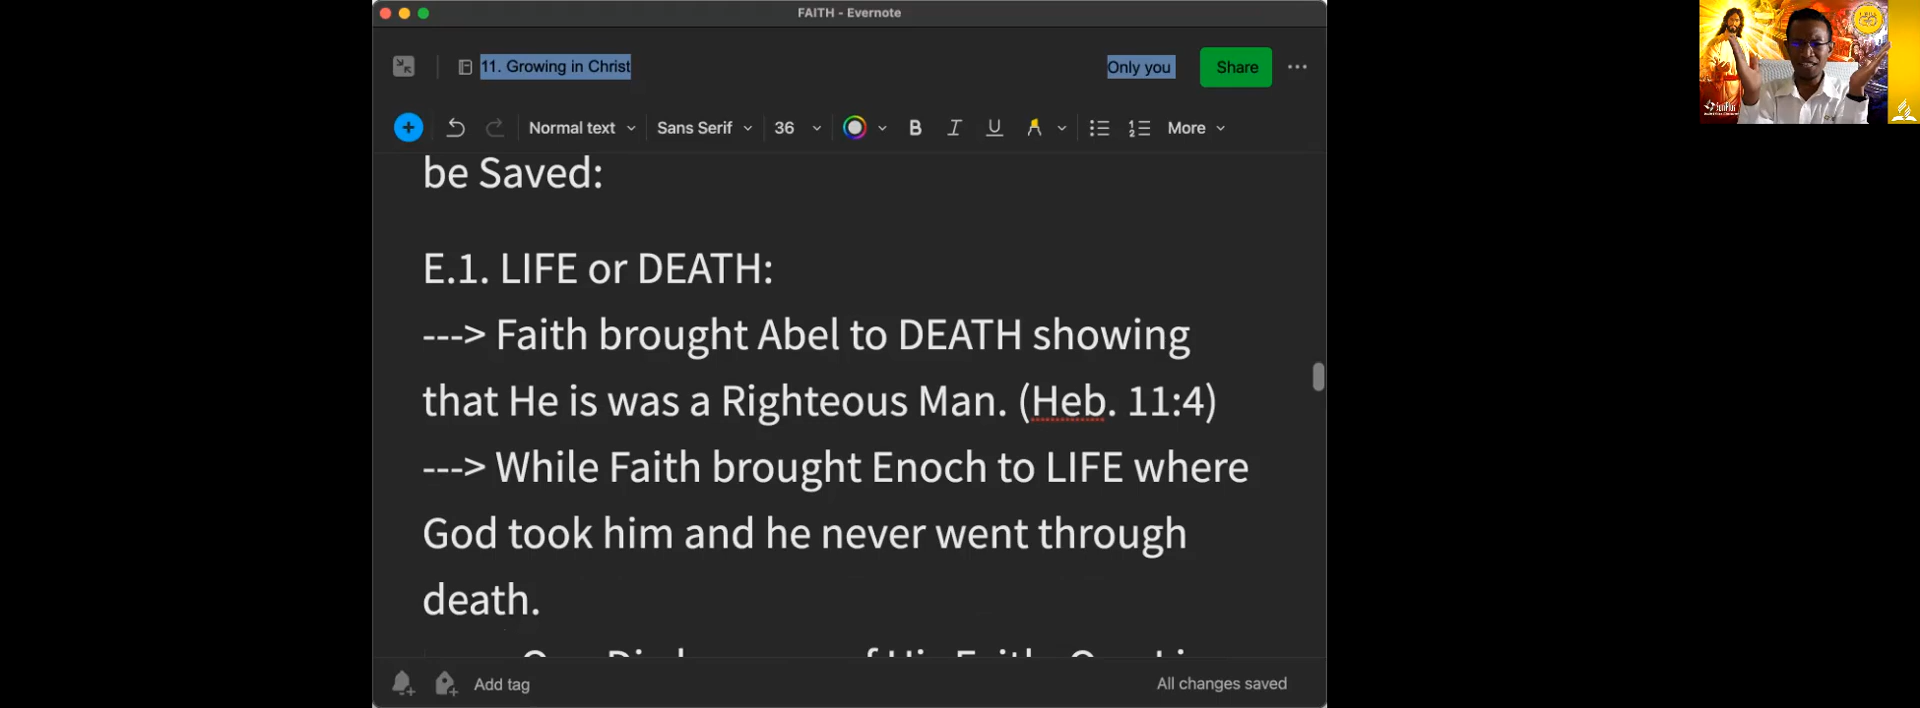 FAITH - Evernote
11. Growing in Christ
Only you
Share
Normal text
Sans Serif
36
B I U
More
be Saved:
E.1. LIFE or DEATH:
---> Faith brought Abel to DEATH showing
that He is was a Righteous Man. (Heb. 11:4)
---> While Faith brought Enoch to LIFE where
God took him and he never went through
death.
Add tag
All changes saved